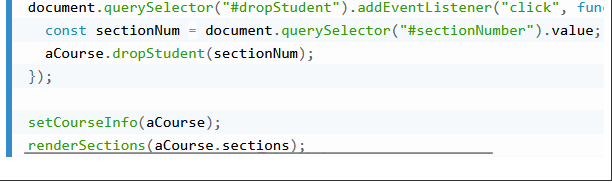 document.querySelector("#dropStudent").addEventListener("click", func
const sectionNum = document.querySelector("#sectionNumber").value;
aCourse.dropStudent(sectionNum);
});
setCourseInfo(aCourse);
renderSections(aCourse.sections);